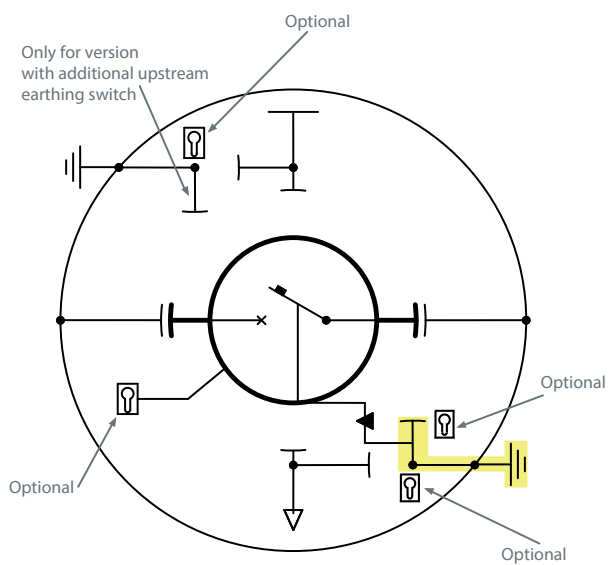 Optional
Only for version
with additional upstream
earthing switch
Optional
Optional
Optional